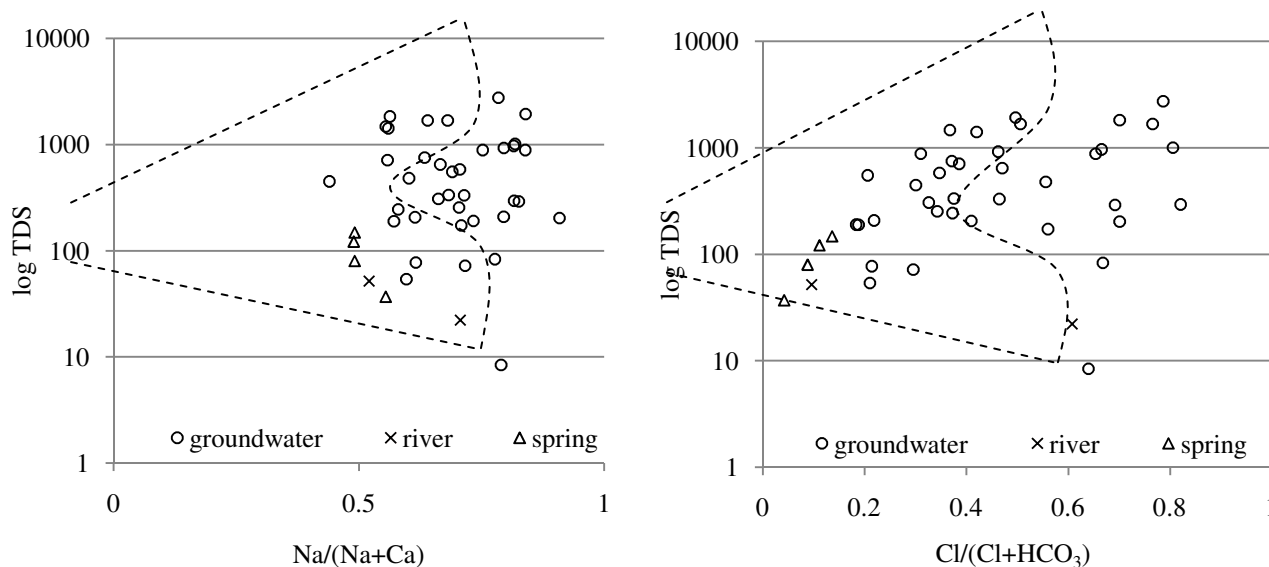 10000
1000
100
10
1
log TDS
groundwater
river
spring
0
0.5
1
Na/(Na+Ca)
10000
1000
100
10
1
log TDS
groundwater
river
spring
0
0.2
0.4
0.6
0.8
1
Cl/(Cl+HCO₃)